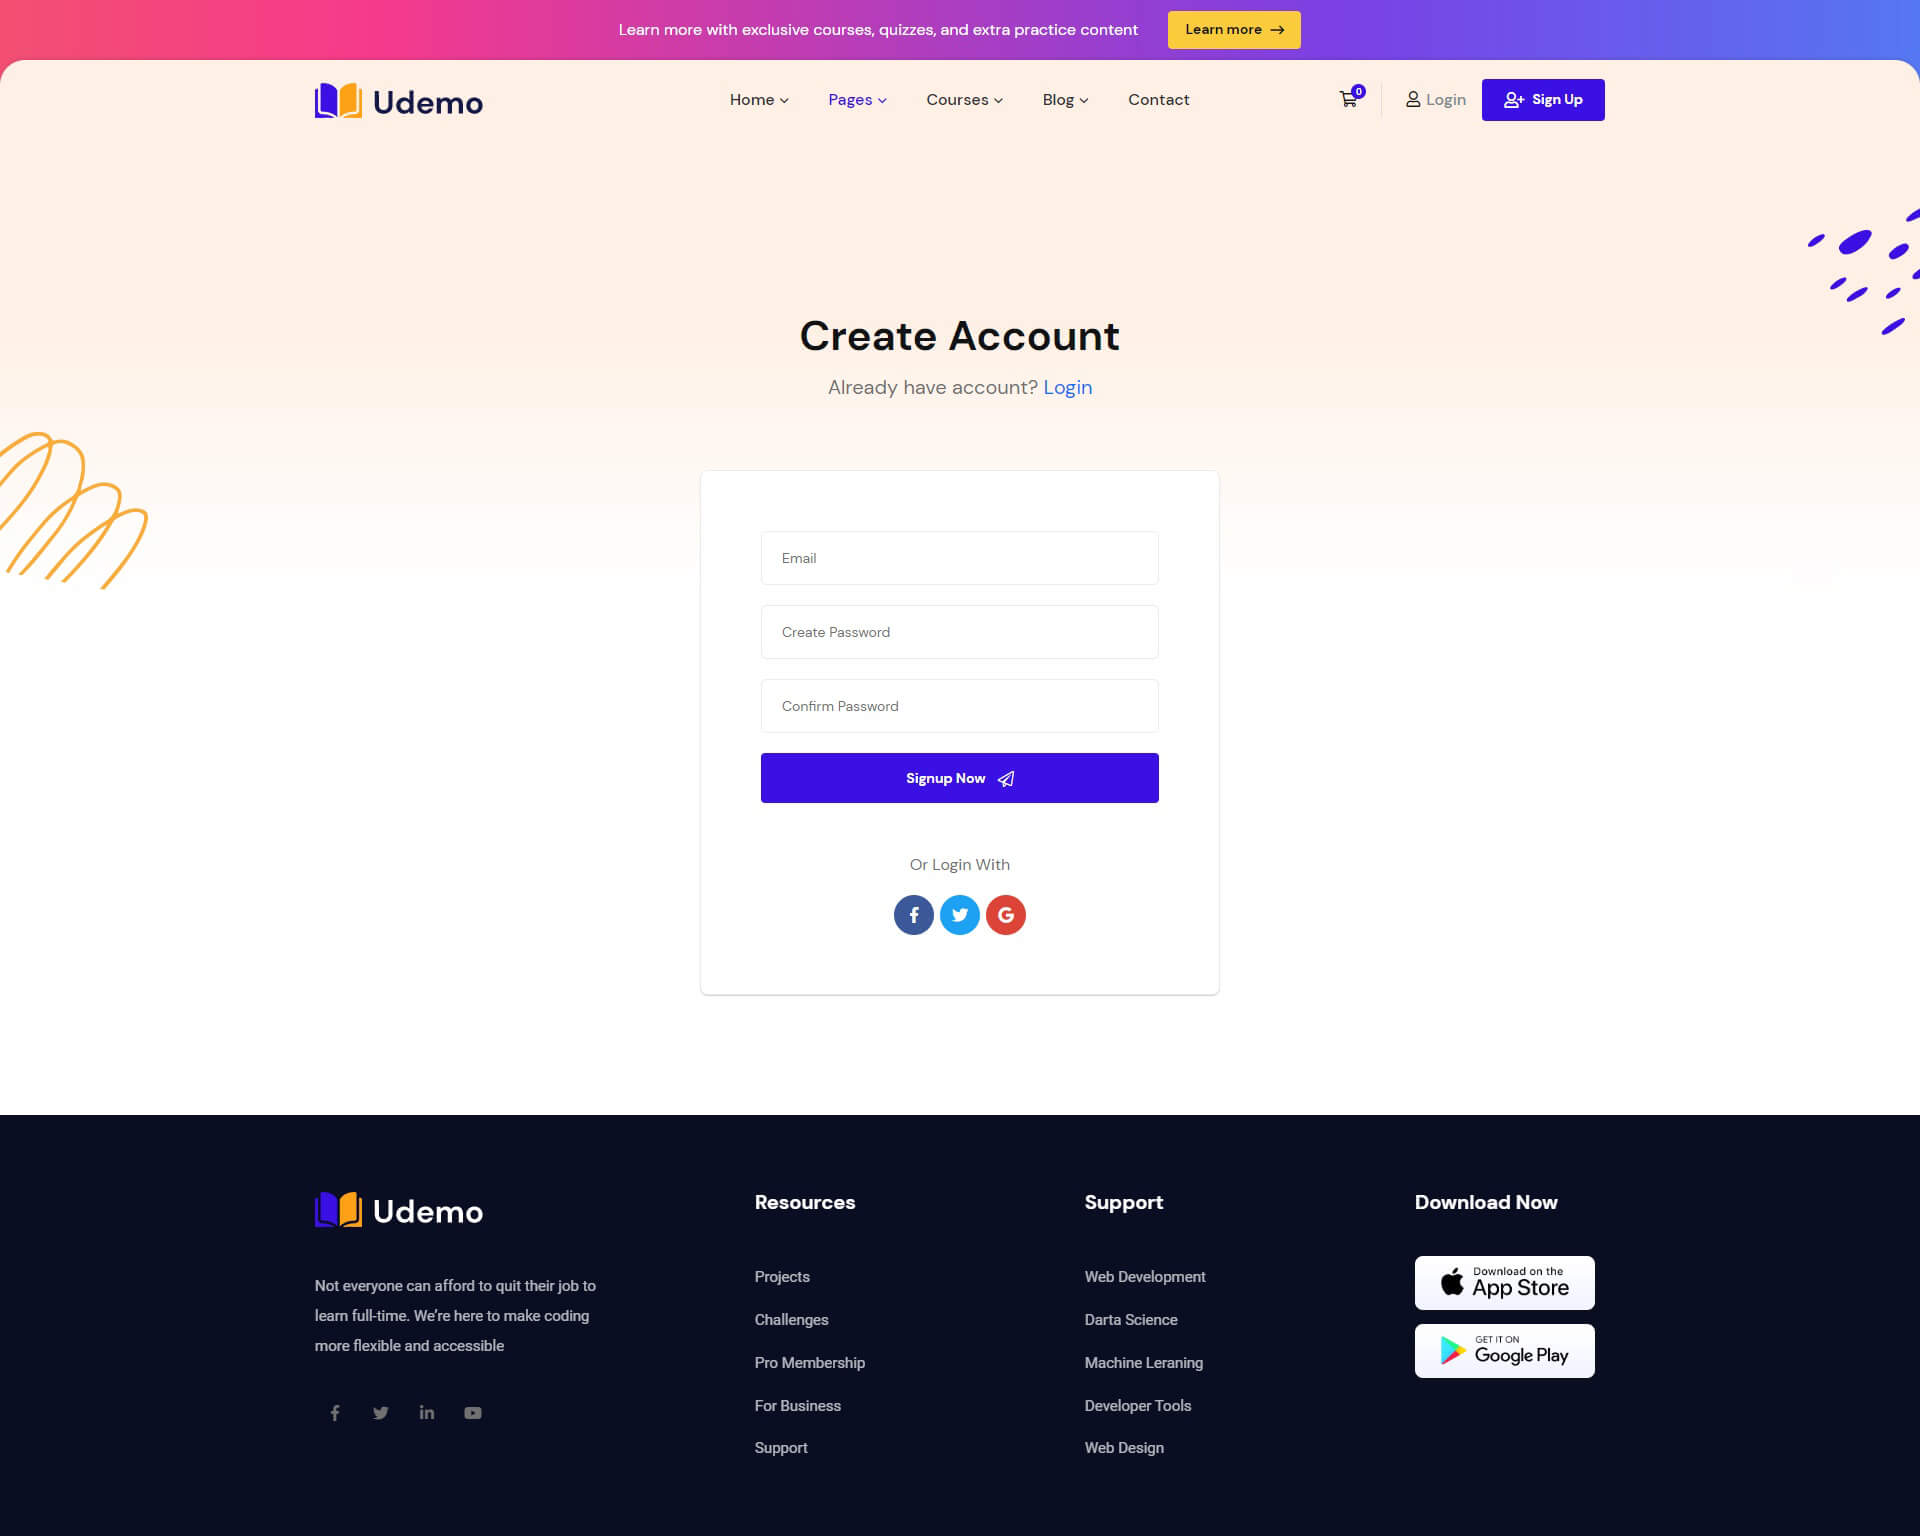 Learn more with exclusive courses, quizzes, and extra practice content
Learn more
Udemo
Home
Pages
Courses
Blog
Contact
0
Login
Sign Up
Create Account
Already have account? Login
Email
Create Password
Confirm Password
Signup Now
Or Login With
Udemo
Not everyone can afford to quit their job to
learn full-time. We’re here to make coding
more flexible and accessible
Resources
Projects
Challenges
Pro Membership
For Business
Support
Support
Web Development
Darta Science
Machine Leraning
Developer Tools
Web Design
Download Now
Download on the
App Store
GET IT ON
Google Play